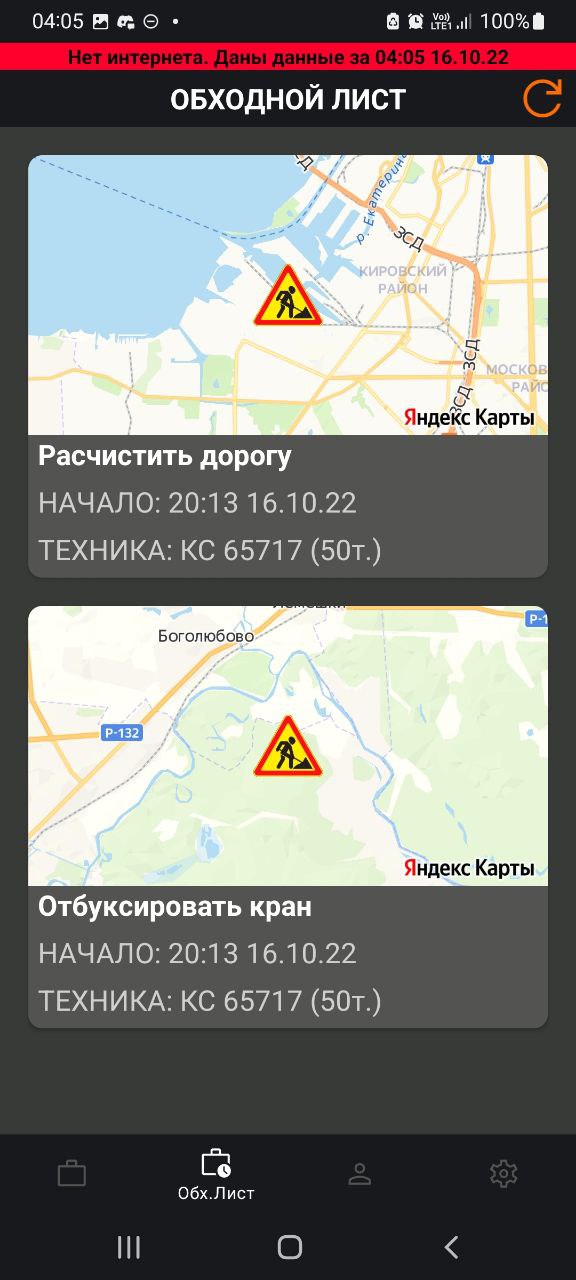 04:05
Vo)) LTE1 100%
Нет интернета. Даны данные за 04:05 16.10.22
ОБХОДНОЙ ЛИСТ
р. Екатерин
ЗСД
КИРОВСКИЙ
РАЙОН
ЗСД
МОСКОВ
РАЙО
ЗСД
Яндекс Карты
Расчистить дорогу
НАЧАЛО: 20:13 16.10.22
ТЕХНИКА: КС 65717 (50т.)
Р-1
Боголюбово
Р-132
Яндекс Карты
Отбуксировать кран
НАЧАЛО: 20:13 16.10.22
ТЕХНИКА: КС 65717 (50т.)
Обх.Лист